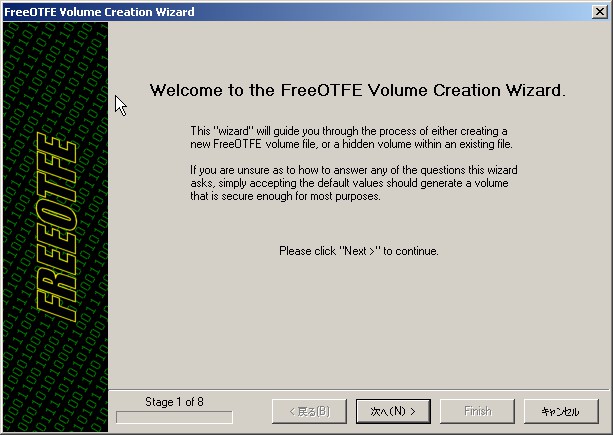 FreeOTFE Volume Creation Wizard
FREEOTFE
Welcome to the FreeOTFE Volume Creation Wizard.
This "wizard" will guide you through the process of either creating a
new FreeOTFE volume file, or a hidden volume within an existing file.
If you are unsure as to how to answer any of the questions this wizard
asks, simply accepting the default values should generate a volume
that is secure enough for most purposes.
Please click "Next >" to continue.
Stage 1 of 8
< 戻る(B)
次へ(N) >
Finish
キャンセル